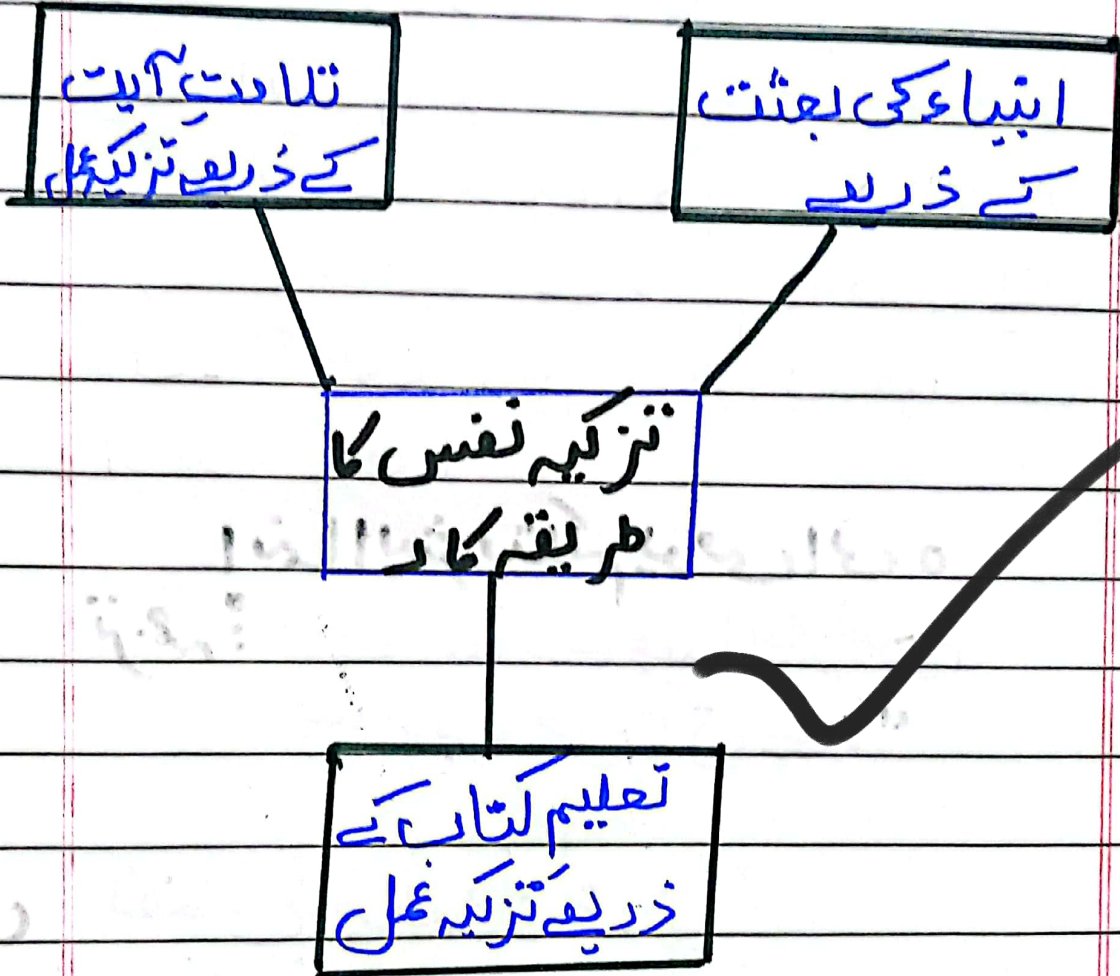 انبیاء کی بعثت
کے ذریعے
تلاوتِ آیت
کے ذریعے تزکیہ عمل
تزکیہ نفس کا
طریقہ کار
تعلیم کتاب کے
ذریعے تزکیہ عمل